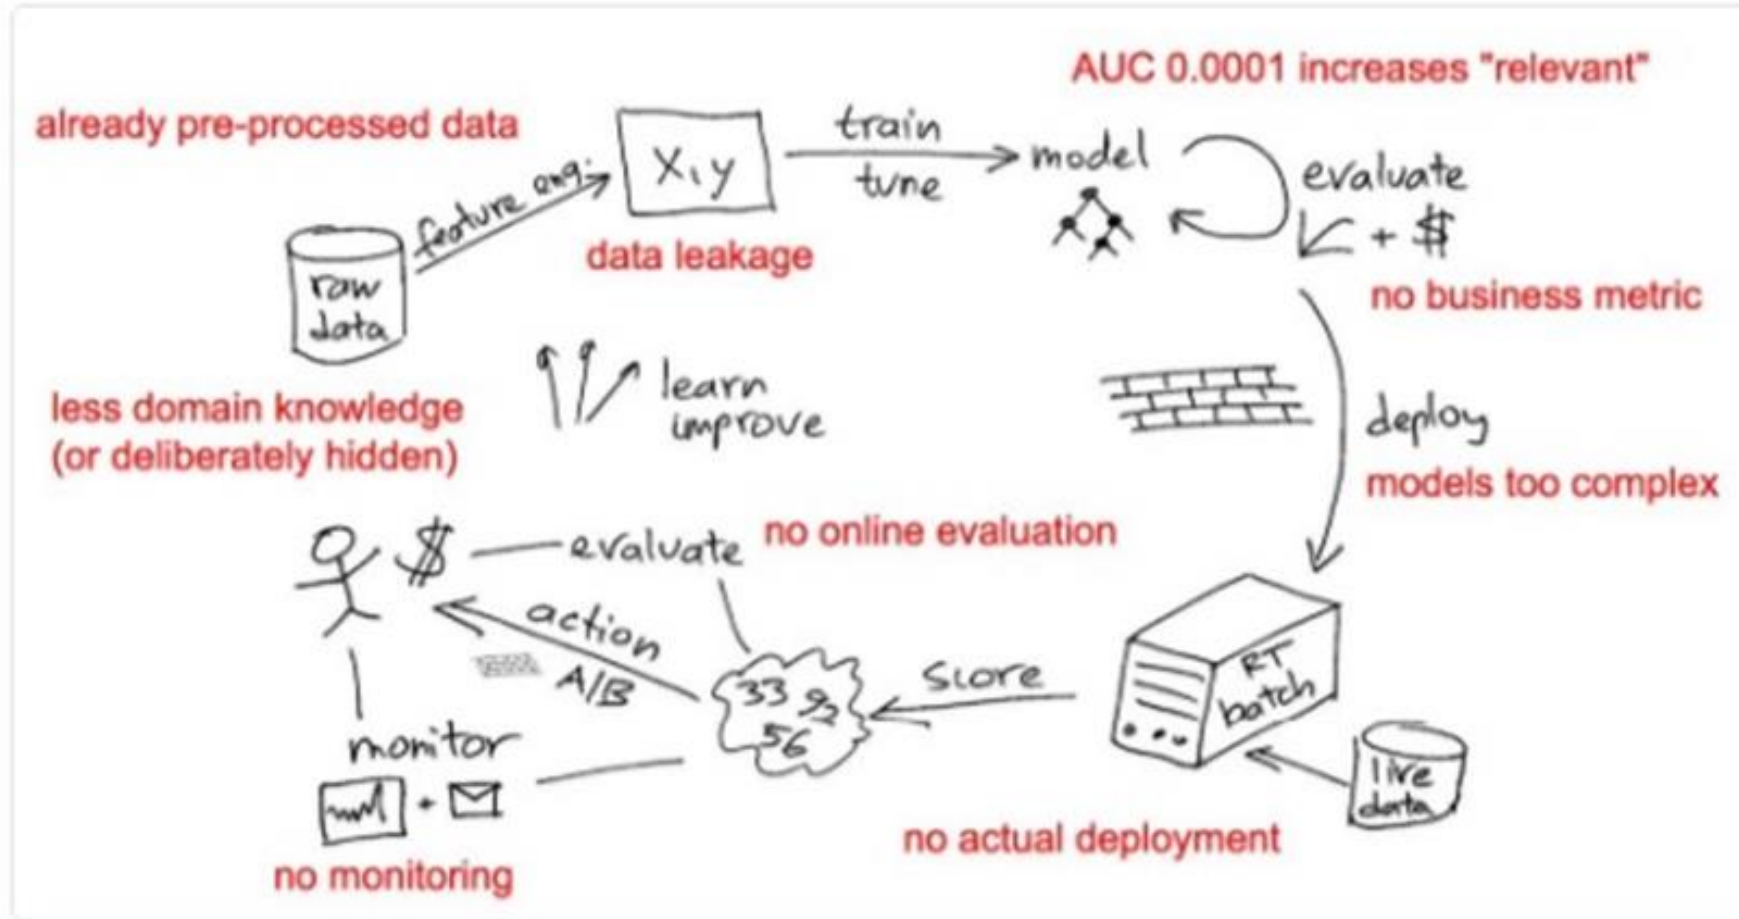 AUC 0.0001 increases "relevant"
already pre-processed data
feature eng.
X, y
train
tune
model
evaluate
+ $
data leakage
no business metric
raw
data
less domain knowledge
(or deliberately hidden)
learn
improve
deploy
models too complex
$
evaluate
no online evaluation
action
A/B
33 92
56
score
RT
batch
live
data
monitor
+
no monitoring
no actual deployment